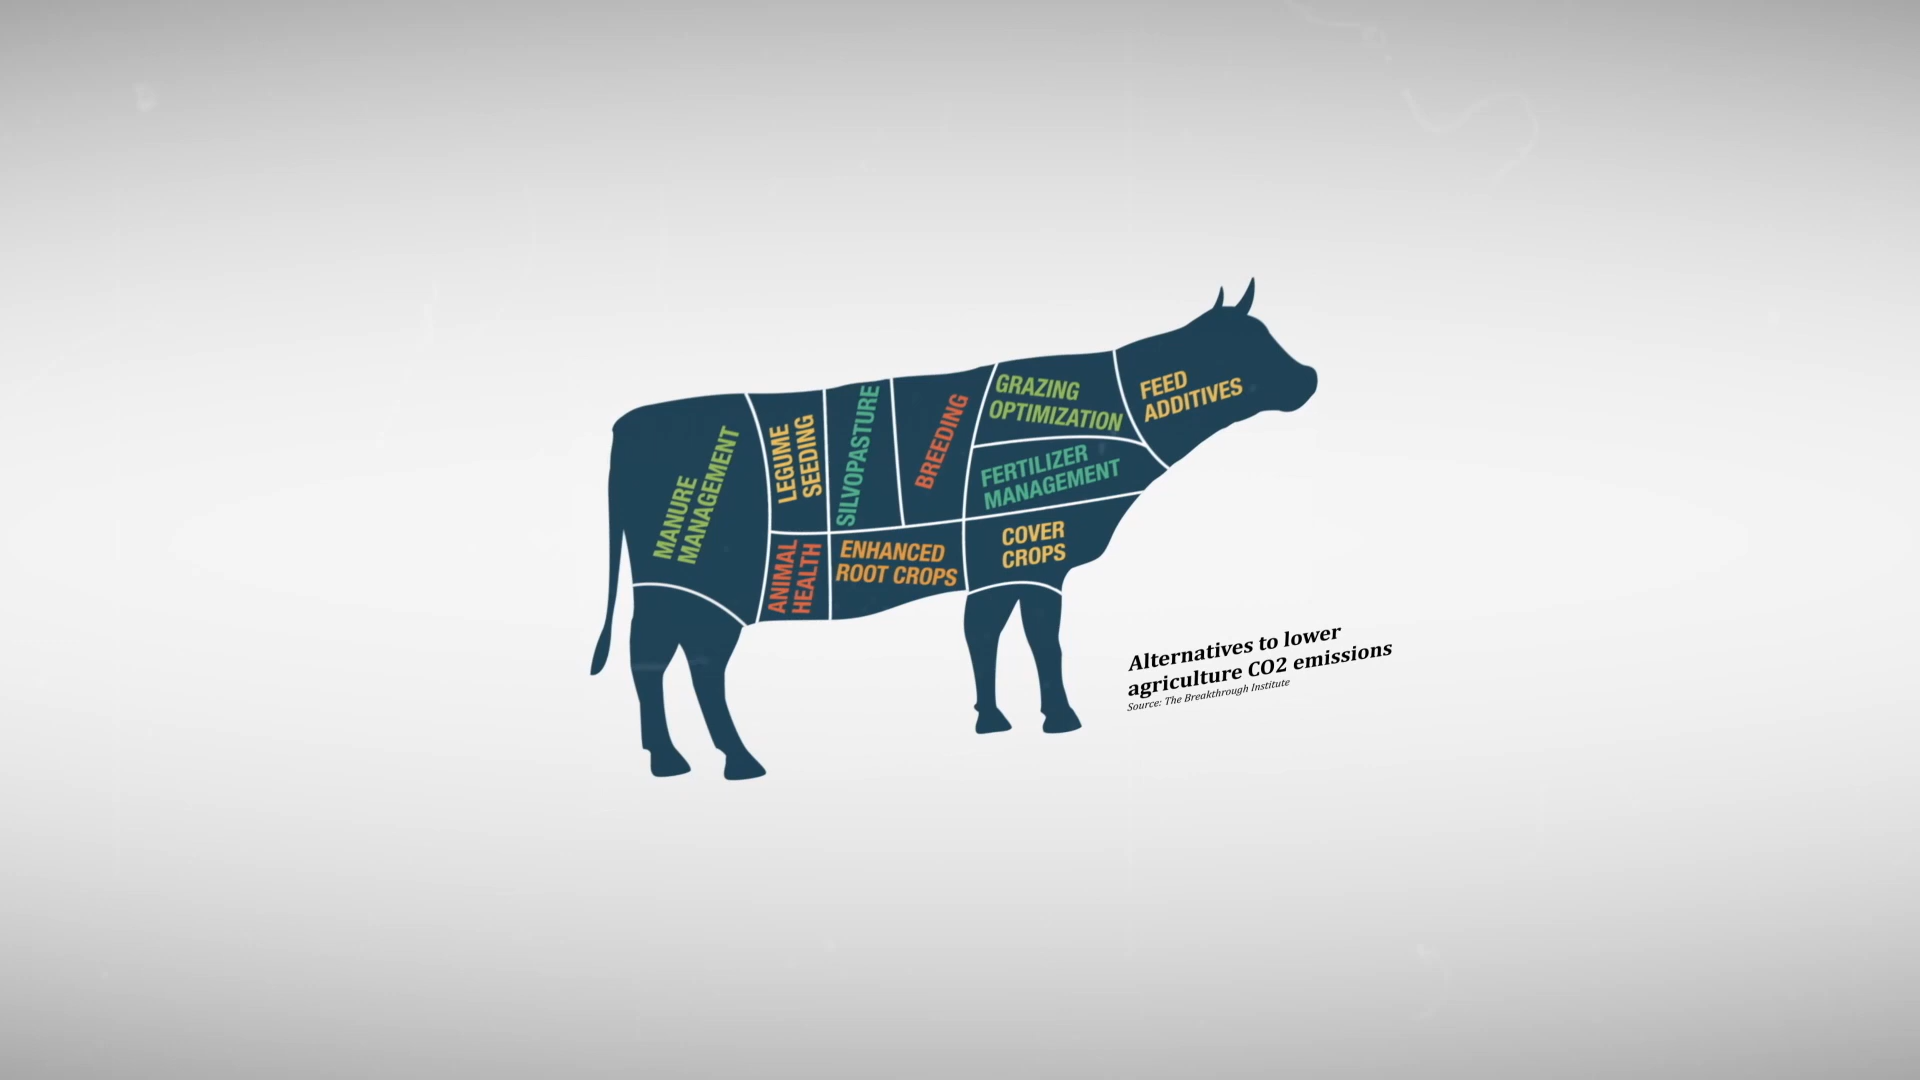 MANURE
MANAGEMENT
LEGUME
SEEDING
SILVOPASTURE
BREEDING
GRAZING
OPTIMIZATION
FEED
ADDITIVES
FERTILIZER
MANAGEMENT
ANIMAL
HEALTH
ENHANCED
ROOT CROPS
COVER
CROPS
Alternatives to lower
agriculture CO2 emissions
Source: The Breakthrough Institute